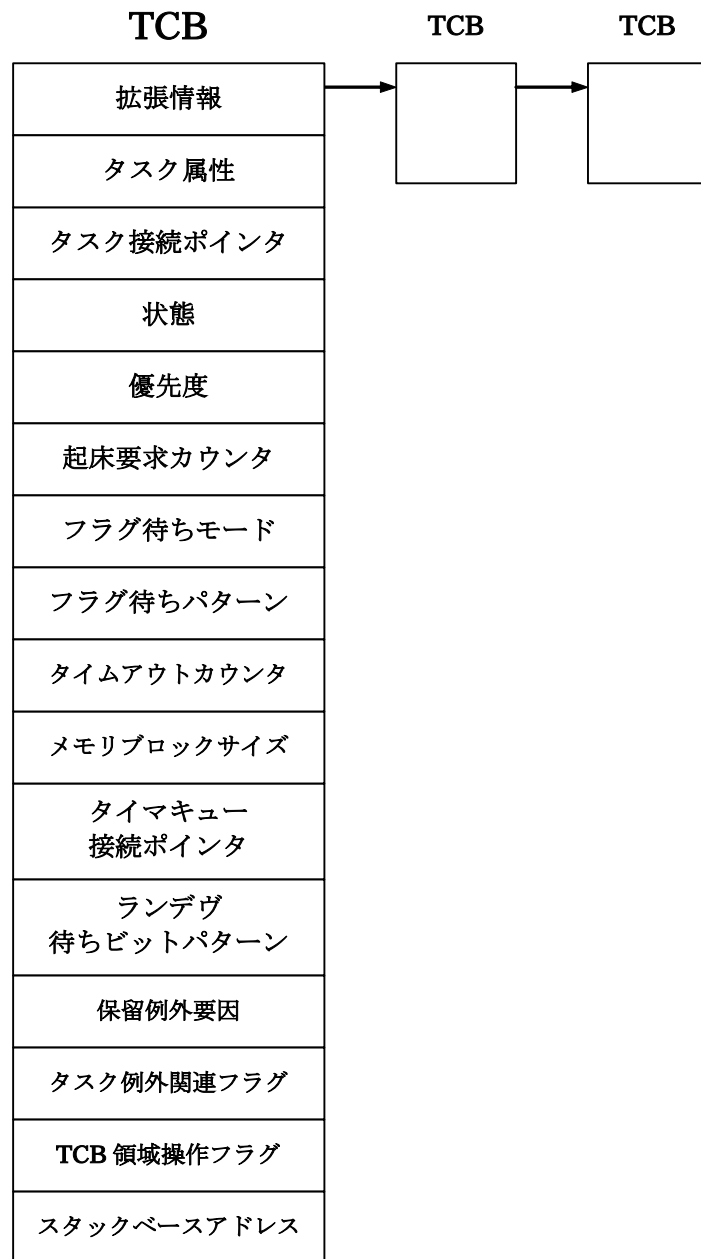 TCB
TCB
TCB
拡張情報
タスク属性
タスク接続ポインタ
状態
優先度
起床要求カウンタ
フラグ待ちモード
フラグ待ちパターン
タイムアウトカウンタ
メモリブロックサイズ
タイマキュー
接続ポインタ
ランデヴ
待ちビットパターン
保留例外要因
タスク例外関連フラグ
TCB 領域操作フラグ
スタックベースアドレス